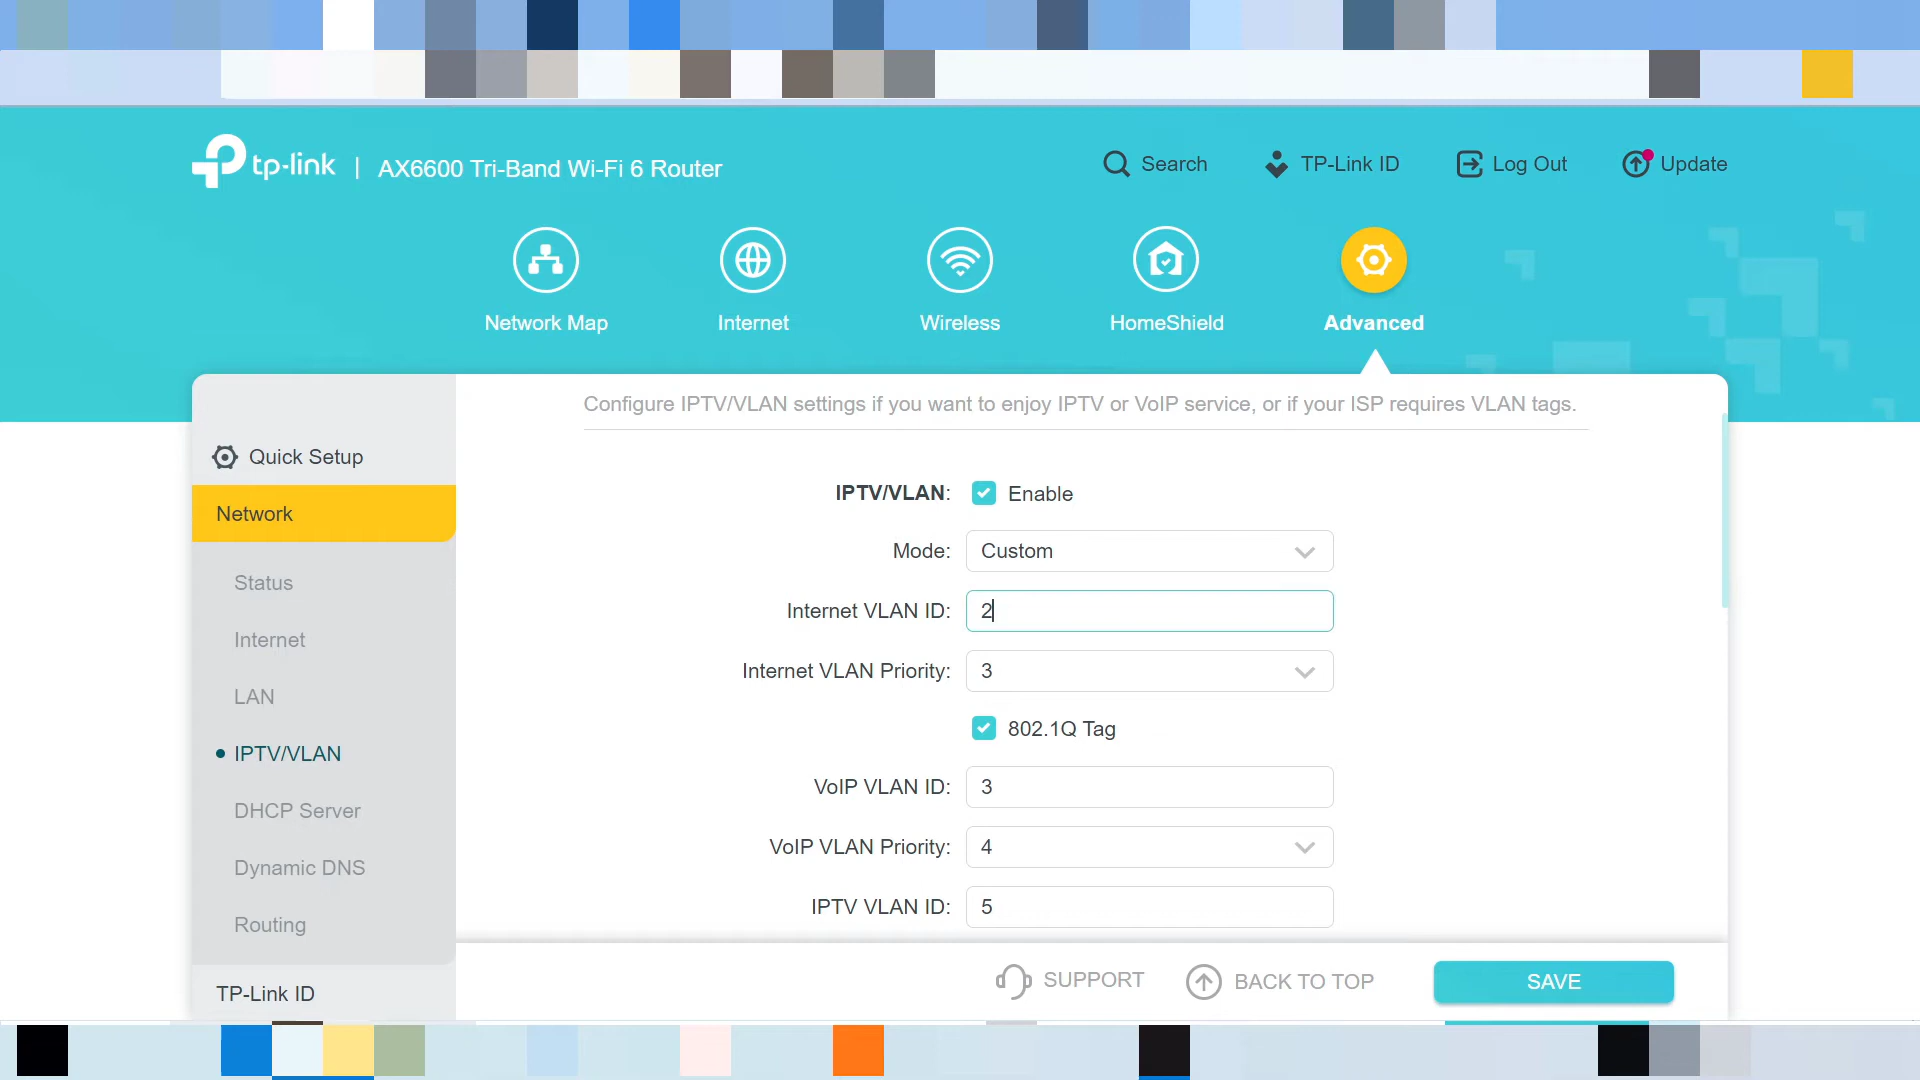 tp-link | AX6600 Tri-Band Wi-Fi 6 Router
Search
TP-Link ID
Log Out
Update
Network Map
Internet
Wireless
HomeShield
Advanced
Configure IPTV/VLAN settings if you want to enjoy IPTV or VoIP service, or if your ISP requires VLAN tags.
Quick Setup
Network
Status
Internet
LAN
IPTV/VLAN
DHCP Server
Dynamic DNS
Routing
TP-Link ID
IPTV/VLAN: Enable
Mode: Custom
Internet VLAN ID: 2
Internet VLAN Priority: 3
802.1Q Tag
VoIP VLAN ID: 3
VoIP VLAN Priority: 4
IPTV VLAN ID: 5
SUPPORT
BACK TO TOP
SAVE